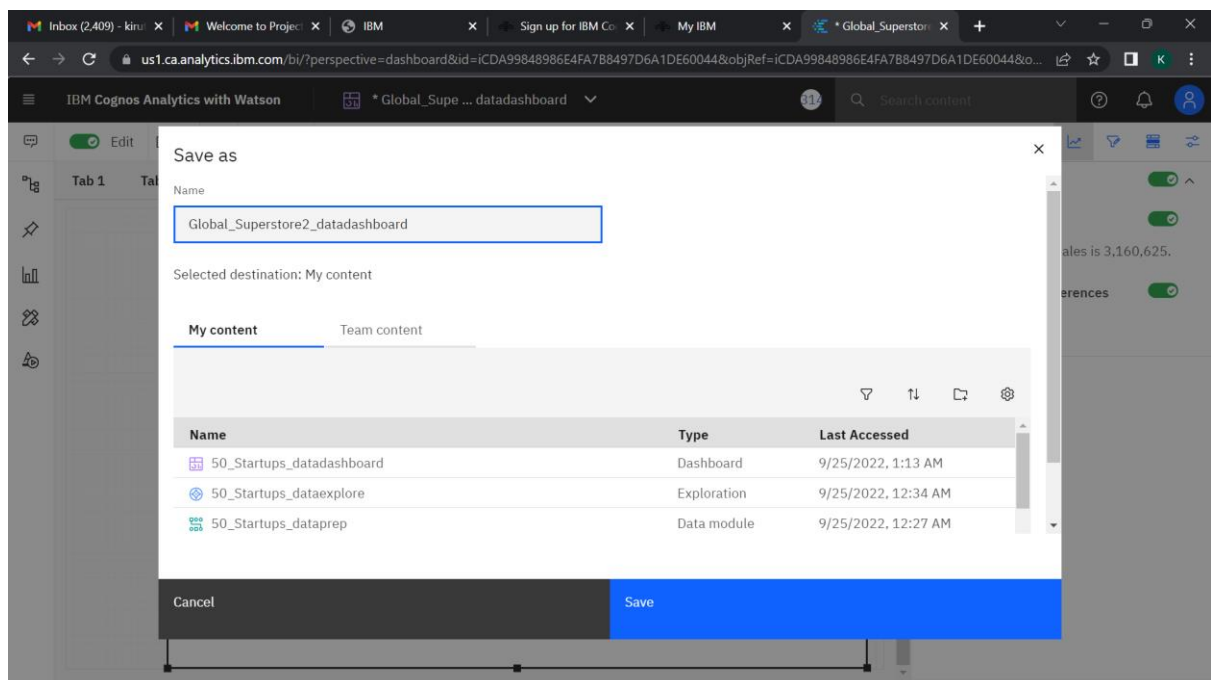 Inbox (2,409) - kiru
Welcome to Projec
IBM
Sign up for IBM Co
My IBM
* Global_Superstor
us1.ca.analytics.ibm.com/bi/?perspective=dashboard&id=iCDA99848986E4FA7B8497D6A1DE60044&objRef=iCDA99848986E4FA7B8497D6A1DE60044&o...
K
IBM Cognos Analytics with Watson
* Global_Supe ... datadashboard
314
Search content
Edit
Tab 1
Tal
Save as
Name
Global_Superstore2_datadashboard
Selected destination: My content
ales is 3,160,625.
erences
My content
Team content
Name Type Last Accessed
50_Startups_datadashboard Dashboard 9/25/2022, 1:13 AM
50_Startups_dataexplore Exploration 9/25/2022, 12:34 AM
50_Startups_dataprep Data module 9/25/2022, 12:27 AM
Cancel
Save